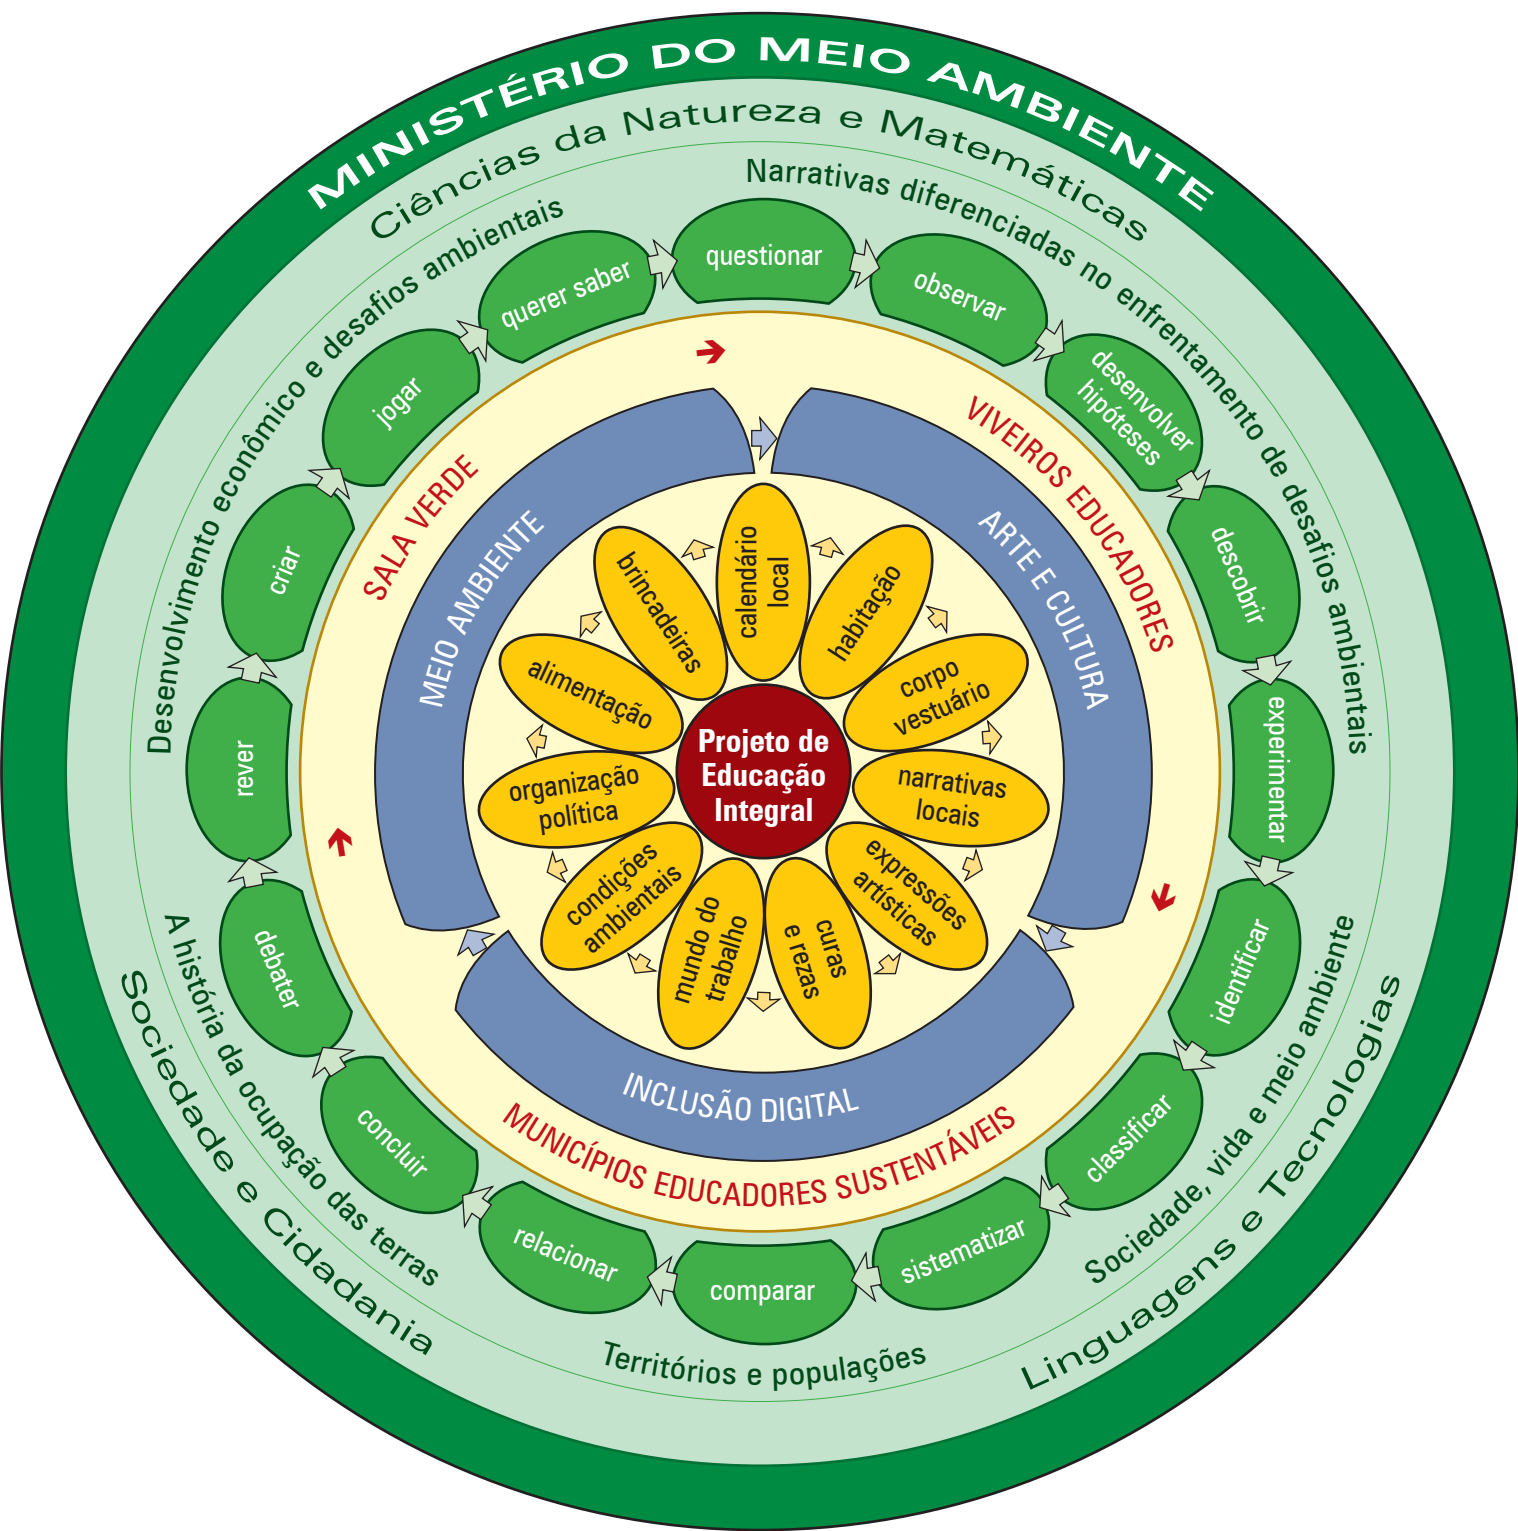 MINISTÉRIO DO MEIO AMBIENTE
Ciências da Natureza e Matemáticas
Linguagens e Tecnologias
Sociedade e Cidadania
Desenvolvimento econômico e desafios ambientais
Narrativas diferenciadas no enfrentamento de desafios ambientais
Sociedade, vida e meio ambiente
Territórios e populações
A história da ocupação das terras
questionar
observar
desenvolver
hipóteses
descobrir
experimentar
identificar
classificar
sistematizar
comparar
relacionar
concluir
debater
rever
criar
jogar
querer saber
SALA VERDE
VIVEIROS EDUCADORES
MUNICÍPIOS EDUCADORES SUSTENTÁVEIS
MEIO AMBIENTE
ARTE E CULTURA
INCLUSÃO DIGITAL
calendário
local
habitação
corpo
vestuário
narrativas
locais
expressões
artísticas
curas
e rezas
mundo do
trabalho
condições
ambientais
organização
política
alimentação
brincadeiras
Projeto de
Educação
Integral